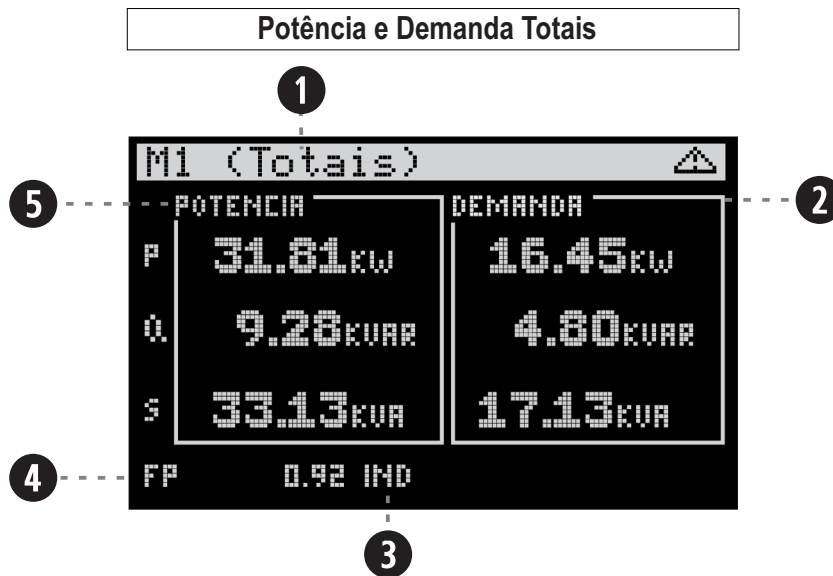 Potência e Demanda Totais
1
M1 (Totais)
5 POTENCIA DEMANDA 2
P 31.81KW 16.45KW
Q 9.28KVAR 4.80KVAR
S 33.13KVA 17.13KVA
4 FP 0.92 IND
3